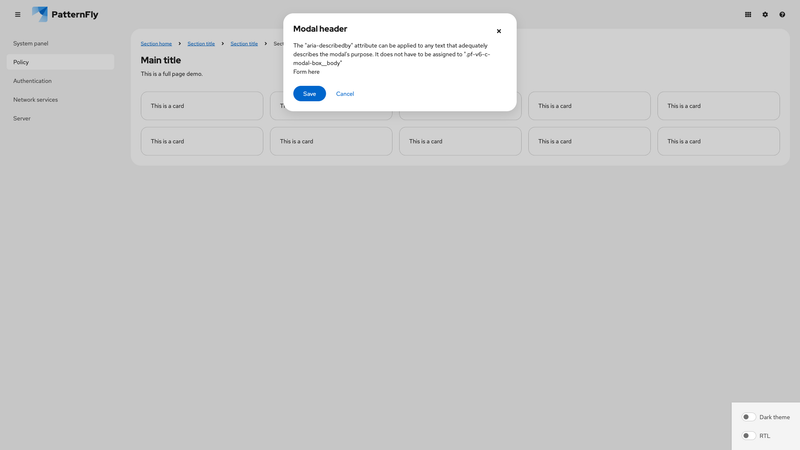 PatternFly
System panel
Policy
Authentication
Network services
Server
Section home
Section title
Section title
Main title
This is a full page demo.
This is a card
This is a card
This is a card
This is a card
This is a card
This is a card
This is a card
This is a card
Modal header
The "aria-describedby" attribute can be applied to any text that adequately
describes the modal's purpose. It does not have to be assigned to ".pf-v6-c-
modal-box__body"
Form here
Save
Cancel
Dark theme
RTL